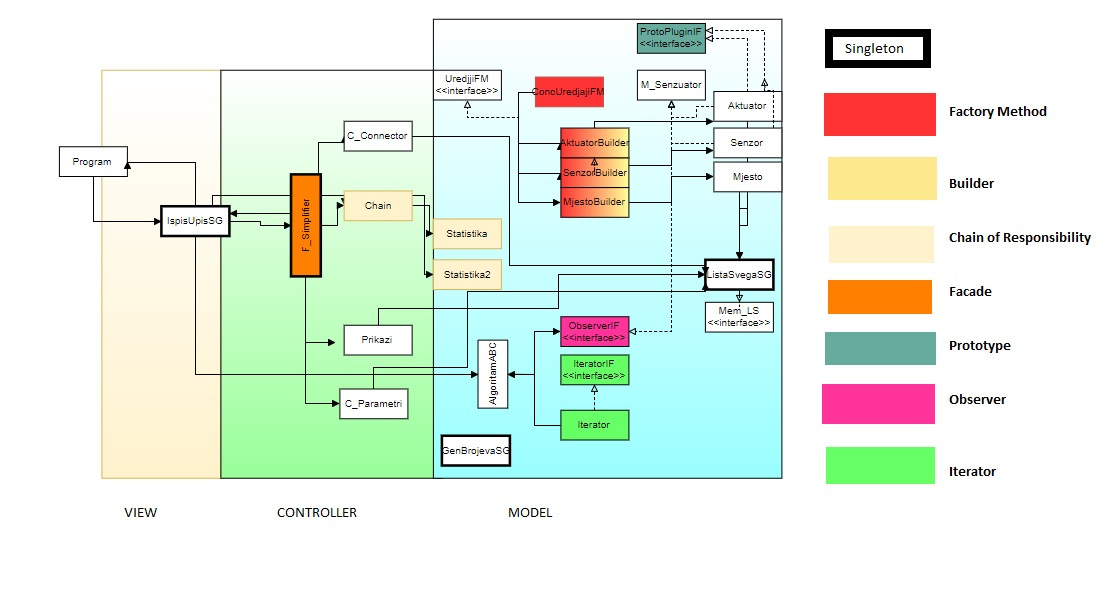 ProtoPluginIF
<<interface>>
Singleton
UredjjiFM
<<interface>>
ConcUredjajiFM
M_Senzuator
Aktuator
Factory Method
C_Connector
AktuatorBuilder
Senzor
Program
SenzorBuilder
Mjesto
Builder
Chain
MjestoBuilder
IspisUpisSG
F_Simplifier
Statistika
Chain of Responsibility
Statistika2
ListaSvegaSG
Facade
Mem_LS
<<interface>>
ObserverIF
<<interface>>
Prikazi
Prototype
AlgoritamABC
IteratorIF
<<interface>>
C_Parametri
Observer
Iterator
GenBrojevaSG
Iterator
VIEW
CONTROLLER
MODEL